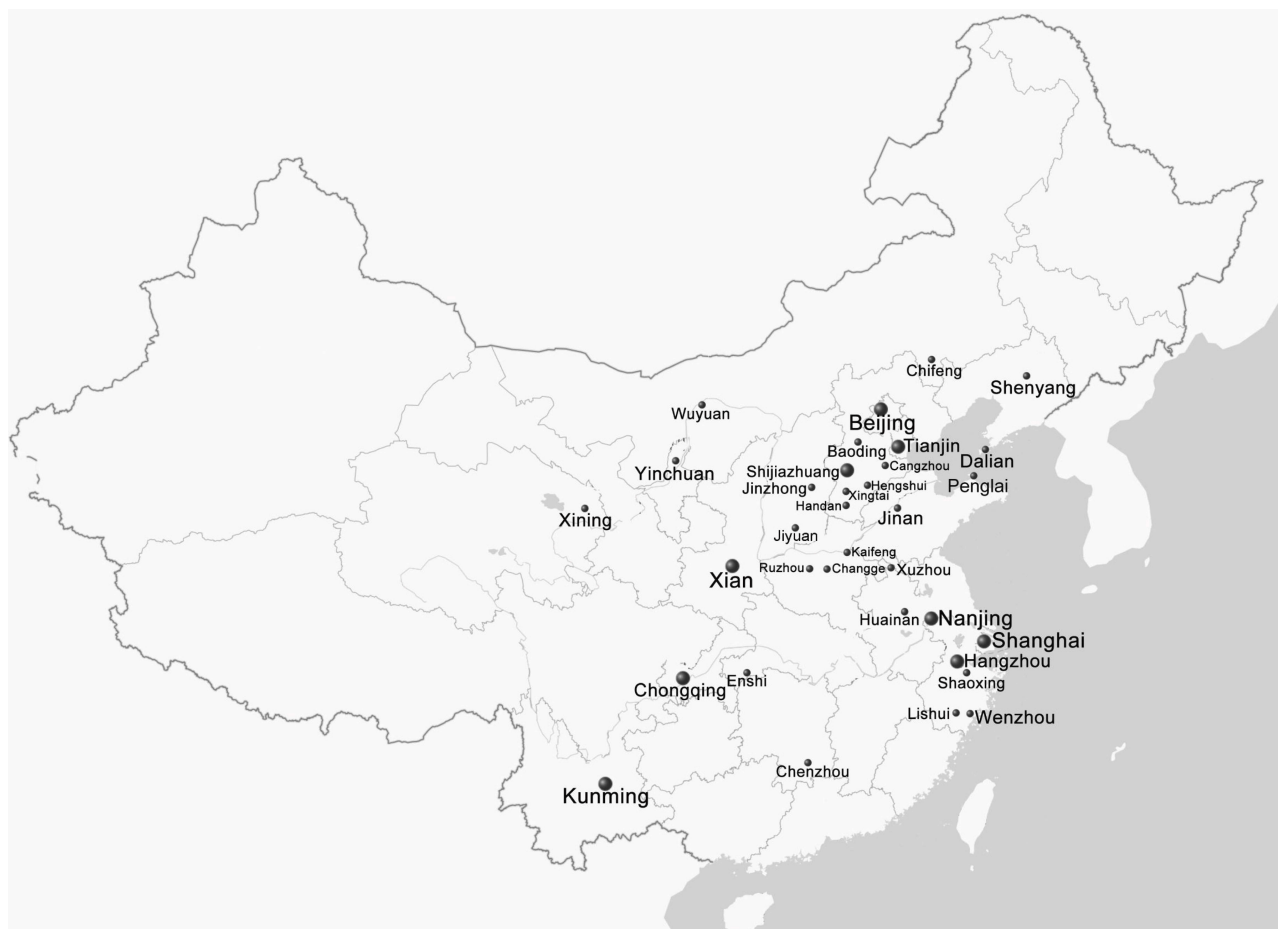 Chifeng
Shenyang
Wuyuan
Beijing
Tianjin
Baoding
Dalian
Cangzhou
Yinchuan
Shijiazhuang
Penglai
Hengshui
Jinzhong
Xingtai
Handan
Jinan
Xining
Jiyuan
Kaifeng
Ruzhou
Changge
Xuzhou
Xian
Huainan
Nanjing
Shanghai
Hangzhou
Enshi
Shaoxing
Chongqing
Lishui
Wenzhou
Chenzhou
Kunming